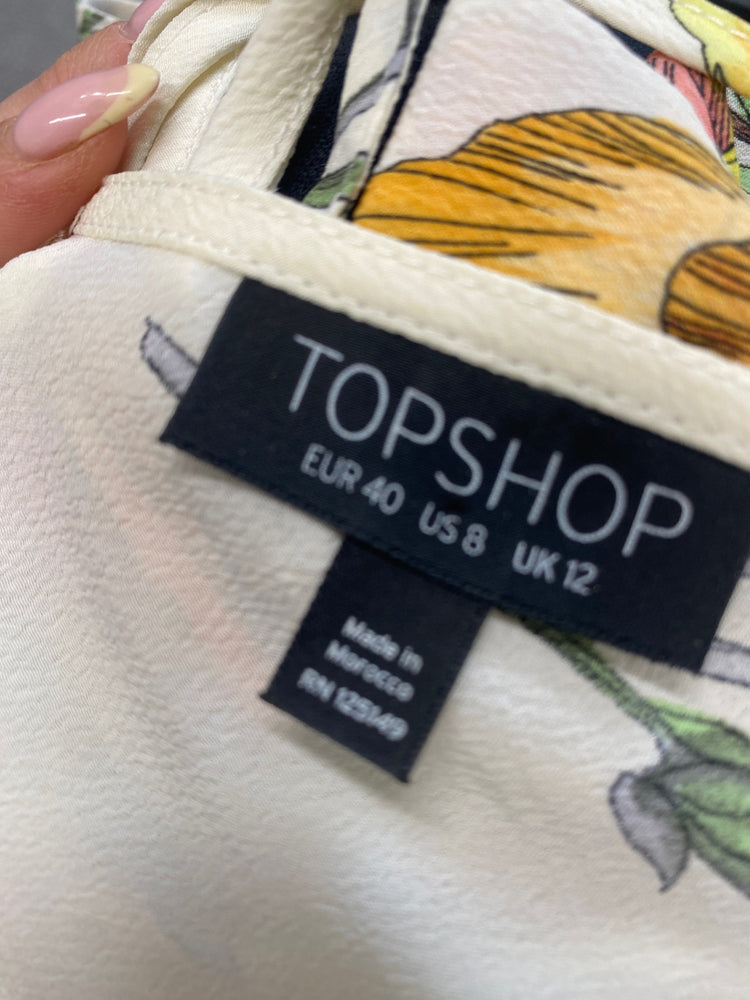 TOPSHOP
EUR 40 US 8 UK 12
Made in
Morocco
RN 125149